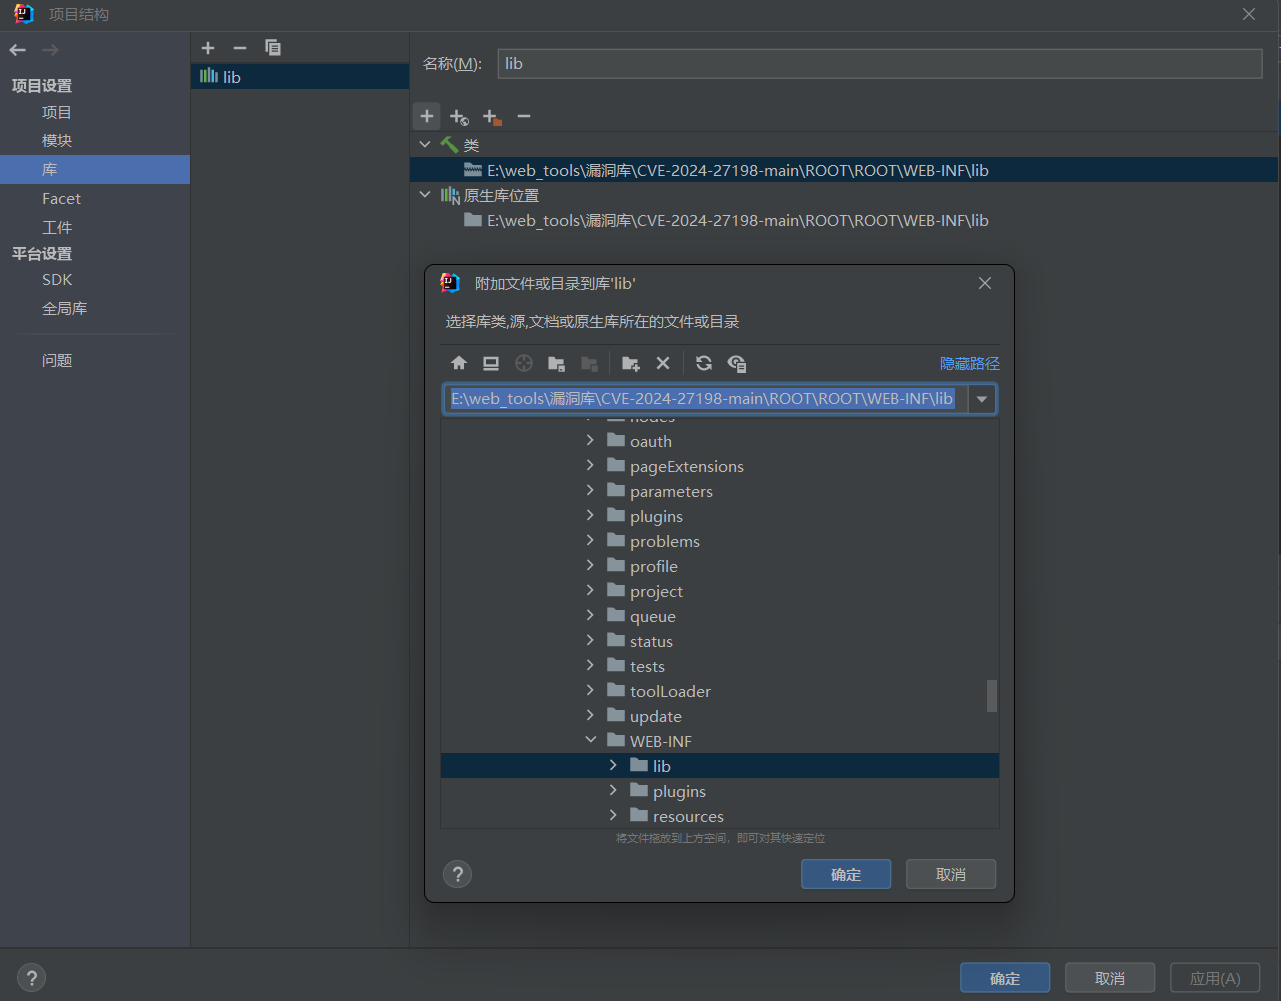 项目结构
项目设置
项目
模块
库
Facet
工件
平台设置
SDK
全局库
问题
lib
名称(M): lib
类
E:\web_tools\漏洞库\CVE-2024-27198-main\ROOT\ROOT\WEB-INF\lib
原生库位置
E:\web_tools\漏洞库\CVE-2024-27198-main\ROOT\ROOT\WEB-INF\lib
附加文件或目录到库'lib'
选择库类,源,文档或原生库所在的文件或目录
隐藏路径
E:\web_tools\漏洞库\CVE-2024-27198-main\ROOT\ROOT\WEB-INF\lib
nodes
oauth
pageExtensions
parameters
plugins
problems
profile
project
queue
status
tests
toolLoader
update
WEB-INF
lib
plugins
resources
将文件拖放到上方空间，即可对其快速定位
? 确定 取消
? 确定 取消 应用(A)